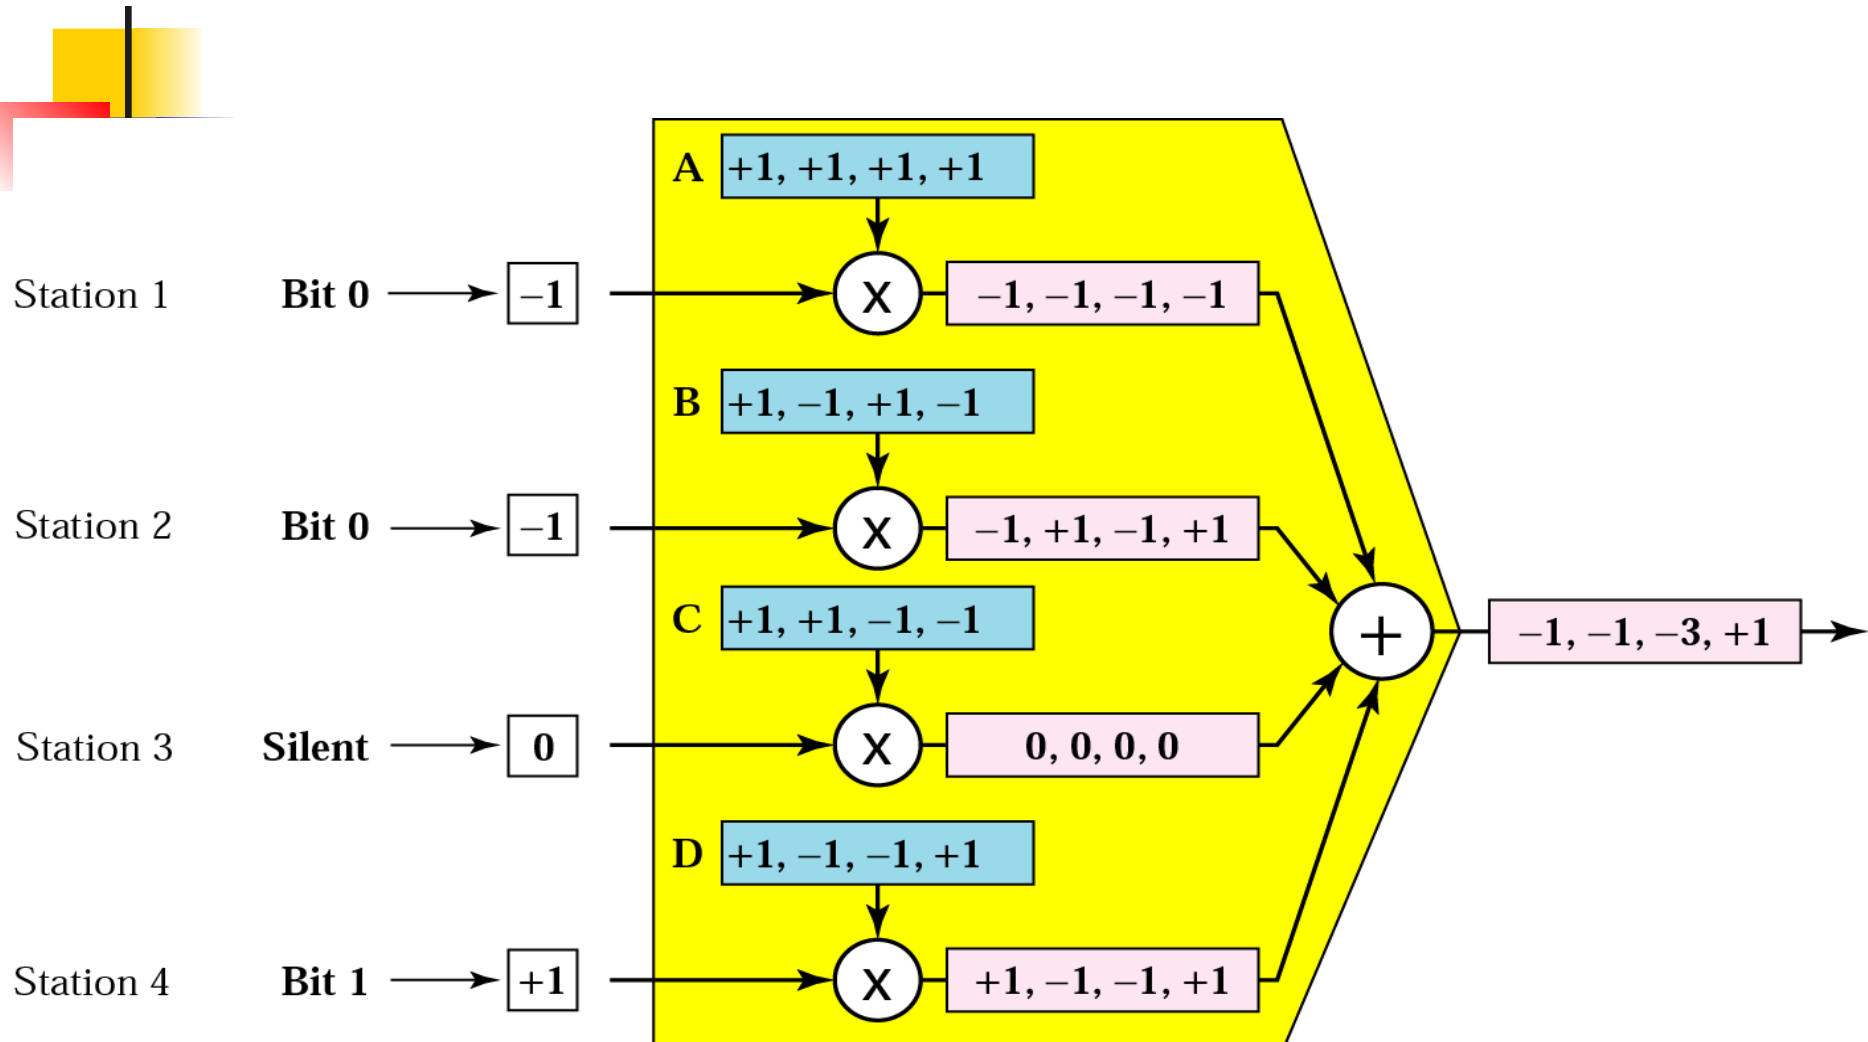 A +1, +1, +1, +1
Station 1 Bit 0 –1 X –1, –1, –1, –1
B +1, –1, +1, –1
Station 2 Bit 0 –1 X –1, +1, –1, +1
C +1, +1, –1, –1
+ –1, –1, –3, +1
Station 3 Silent 0 X 0, 0, 0, 0
D +1, –1, –1, +1
Station 4 Bit 1 +1 X +1, –1, –1, +1